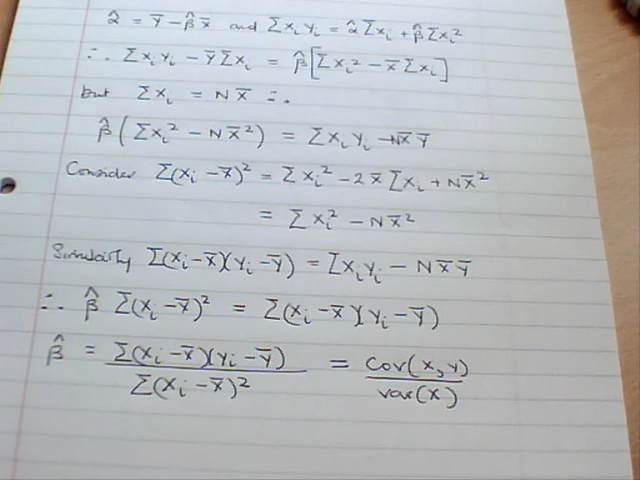 α̂ = Ȳ - β̂x̄ and Σxᵢyᵢ = α̂Σxᵢ + β̂Σxᵢ²
∴ Σxᵢyᵢ - ȲΣxᵢ = β̂[Σxᵢ² - x̄Σxᵢ]
but Σxᵢ = Nx̄ ∴
β̂(Σxᵢ² - Nx̄²) = Σxᵢyᵢ - Nx̄ȳ
Consider Σ(xᵢ - x̄)² = Σxᵢ² - 2x̄Σxᵢ + Nx̄²
= Σxᵢ² - Nx̄²
Similarly Σ(xᵢ - x̄)(yᵢ - ȳ) = Σxᵢyᵢ - Nx̄ȳ
∴ β̂ Σ(xᵢ - x̄)² = Σ(xᵢ - x̄)(yᵢ - ȳ)
β̂ = Σ(xᵢ - x̄)(yᵢ - ȳ) / Σ(xᵢ - x̄)² = Cov(x,y) / var(x)